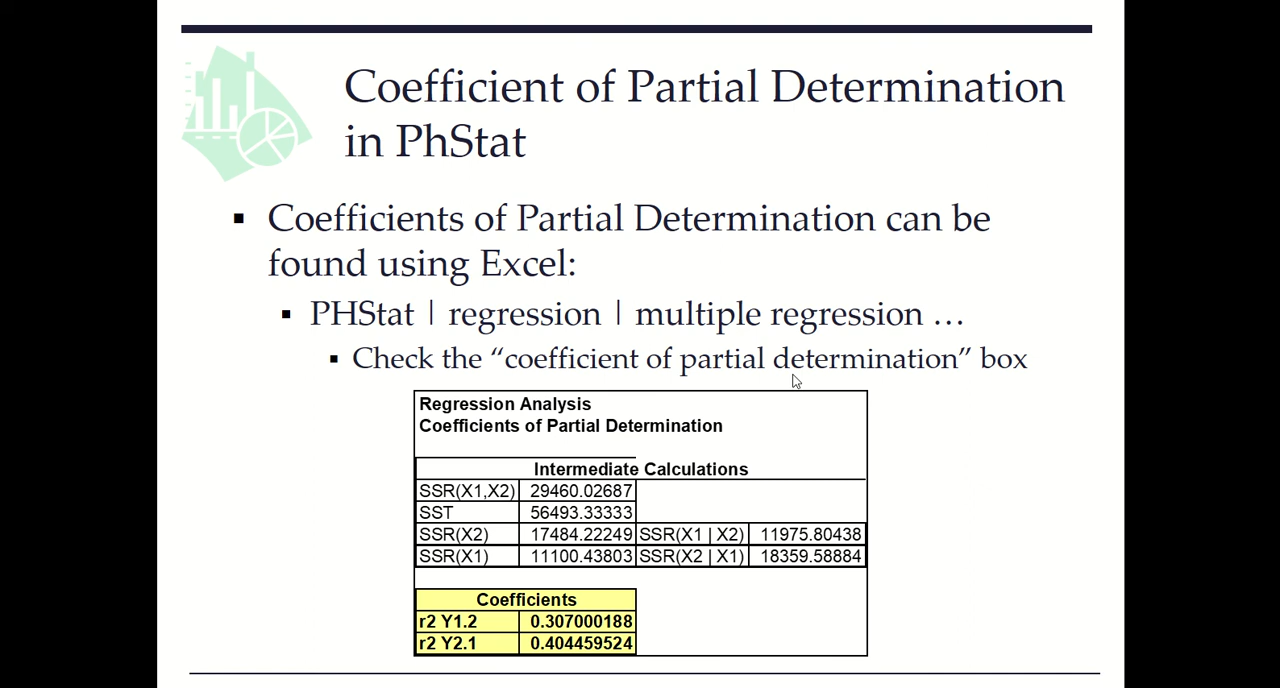 Coefficient of Partial Determination
in PhStat
▪ Coefficients of Partial Determination can be
found using Excel:
▪ PHStat | regression | multiple regression …
▪ Check the “coefficient of partial determination” box
Regression Analysis
Coefficients of Partial Determination
Intermediate Calculations
SSR(X1,X2) 29460.02687
SST 56493.33333
SSR(X2) 17484.22249 SSR(X1 | X2) 11975.80438
SSR(X1) 11100.43803 SSR(X2 | X1) 18359.58884
Coefficients
r2 Y1.2 0.307000188
r2 Y2.1 0.404459524